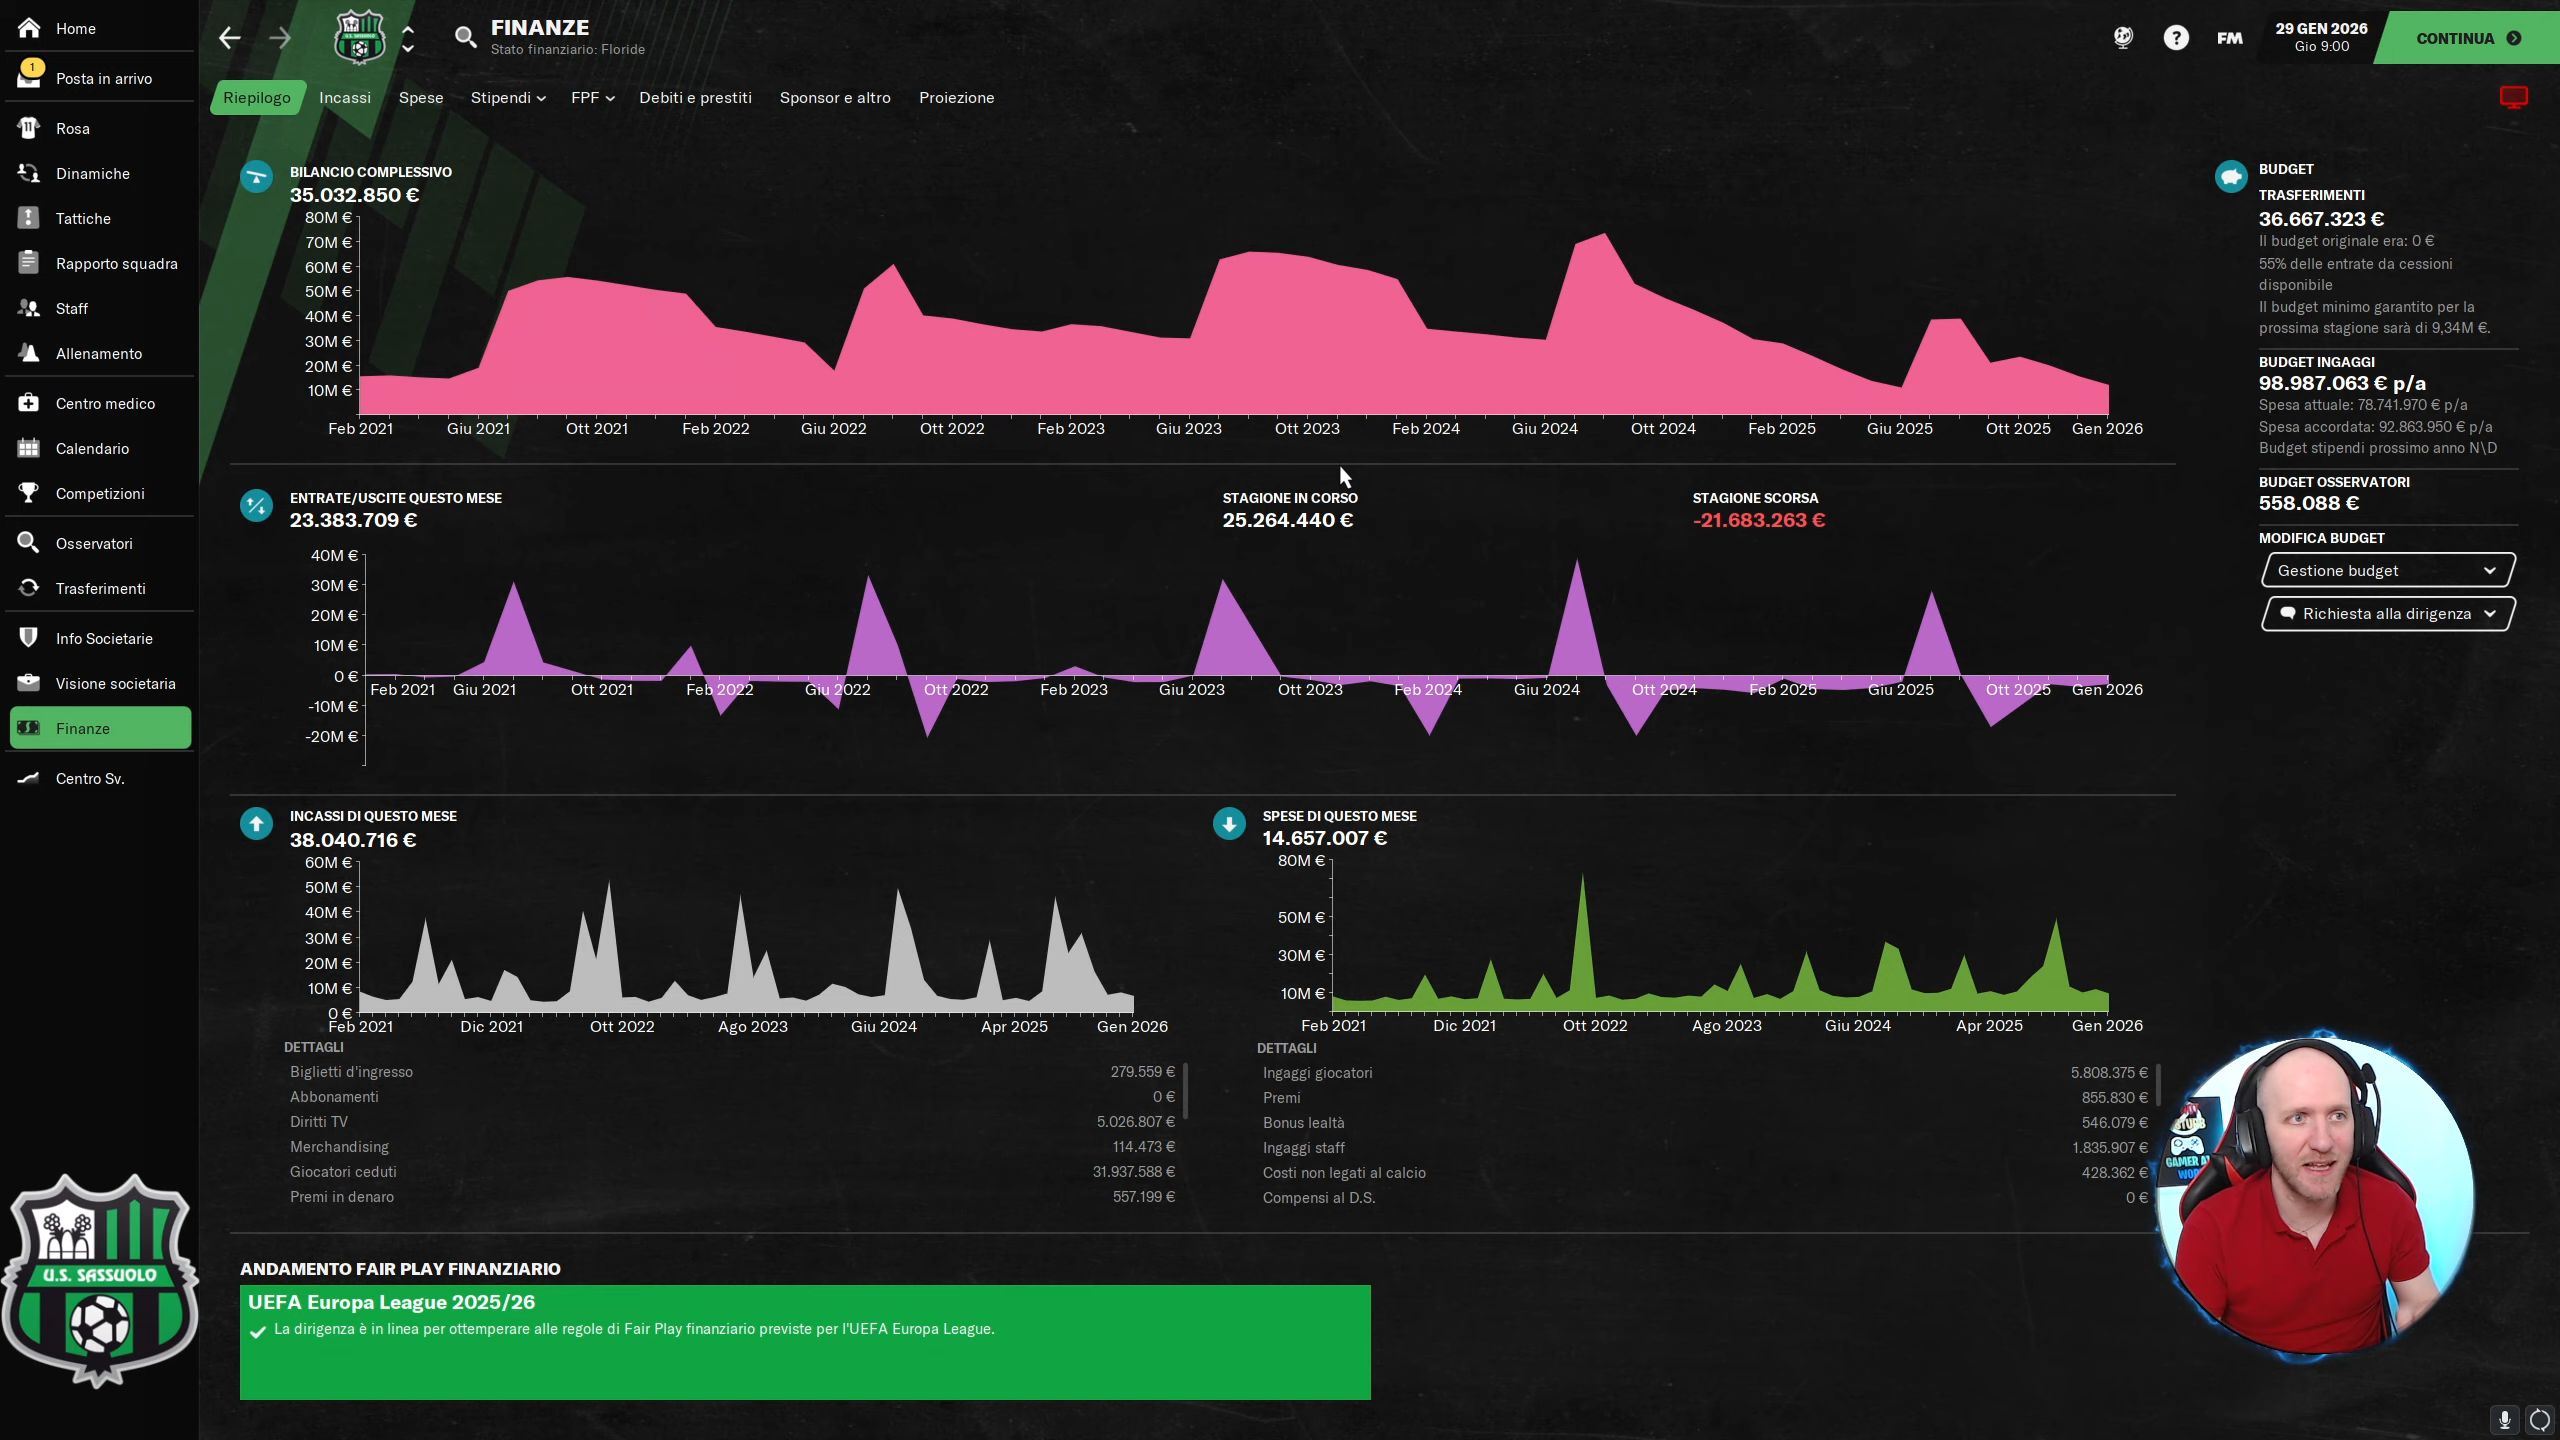 Home
1
Posta in arrivo
Rosa
Dinamiche
Tattiche
Rapporto squadra
Staff
Allenamento
Centro medico
Calendario
Competizioni
Osservatori
Trasferimenti
Info Societarie
Visione societaria
Finanze
Centro Sv.
U.S. SASSUOLO
FINANZE
Stato finanziario: Floride
FM
29 GEN 2026
Gio 9:00
CONTINUA
Riepilogo
Incassi
Spese
Stipendi
FPF
Debiti e prestiti
Sponsor e altro
Proiezione
BILANCIO COMPLESSIVO
35.032.850 €
80M €
70M €
60M €
50M €
40M €
30M €
20M €
10M €
Feb 2021 Giu 2021 Ott 2021 Feb 2022 Giu 2022 Ott 2022 Feb 2023 Giu 2023 Ott 2023 Feb 2024 Giu 2024 Ott 2024 Feb 2025 Giu 2025 Ott 2025 Gen 2026
ENTRATE/USCITE QUESTO MESE
23.383.709 €
STAGIONE IN CORSO
25.264.440 €
STAGIONE SCORSA
-21.683.263 €
40M €
30M €
20M €
10M €
0 €
-10M €
-20M €
Feb 2021 Giu 2021 Ott 2021 Feb 2022 Giu 2022 Ott 2022 Feb 2023 Giu 2023 Ott 2023 Feb 2024 Giu 2024 Ott 2024 Feb 2025 Giu 2025 Ott 2025 Gen 2026
INCASSI DI QUESTO MESE
38.040.716 €
60M €
50M €
40M €
30M €
20M €
10M €
0 €
Feb 2021 Dic 2021 Ott 2022 Ago 2023 Giu 2024 Apr 2025 Gen 2026
DETTAGLI
Biglietti d'ingresso 279.559 €
Abbonamenti 0 €
Diritti TV 5.026.807 €
Merchandising 114.473 €
Giocatori ceduti 31.937.588 €
Premi in denaro 557.199 €
SPESE DI QUESTO MESE
14.657.007 €
80M €
50M €
30M €
10M €
Feb 2021 Dic 2021 Ott 2022 Ago 2023 Giu 2024 Apr 2025 Gen 2026
DETTAGLI
Ingaggi giocatori 5.808.375 €
Premi 855.830 €
Bonus lealtà 546.079 €
Ingaggi staff 1.835.907 €
Costi non legati al calcio 428.362 €
Compensi al D.S. 0 €
ANDAMENTO FAIR PLAY FINANZIARIO
UEFA Europa League 2025/26
La dirigenza è in linea per ottemperare alle regole di Fair Play finanziario previste per l'UEFA Europa League.
BUDGET
TRASFERIMENTI
36.667.323 €
Il budget originale era: 0 €
55% delle entrate da cessioni
disponibile
Il budget minimo garantito per la
prossima stagione sarà di 9,34M €.
BUDGET INGAGGI
98.987.063 € p/a
Spesa attuale: 78.741.970 € p/a
Spesa accordata: 92.863.950 € p/a
Budget stipendi prossimo anno N\D
BUDGET OSSERVATORI
558.088 €
MODIFICA BUDGET
Gestione budget
Richiesta alla dirigenza
GAMER